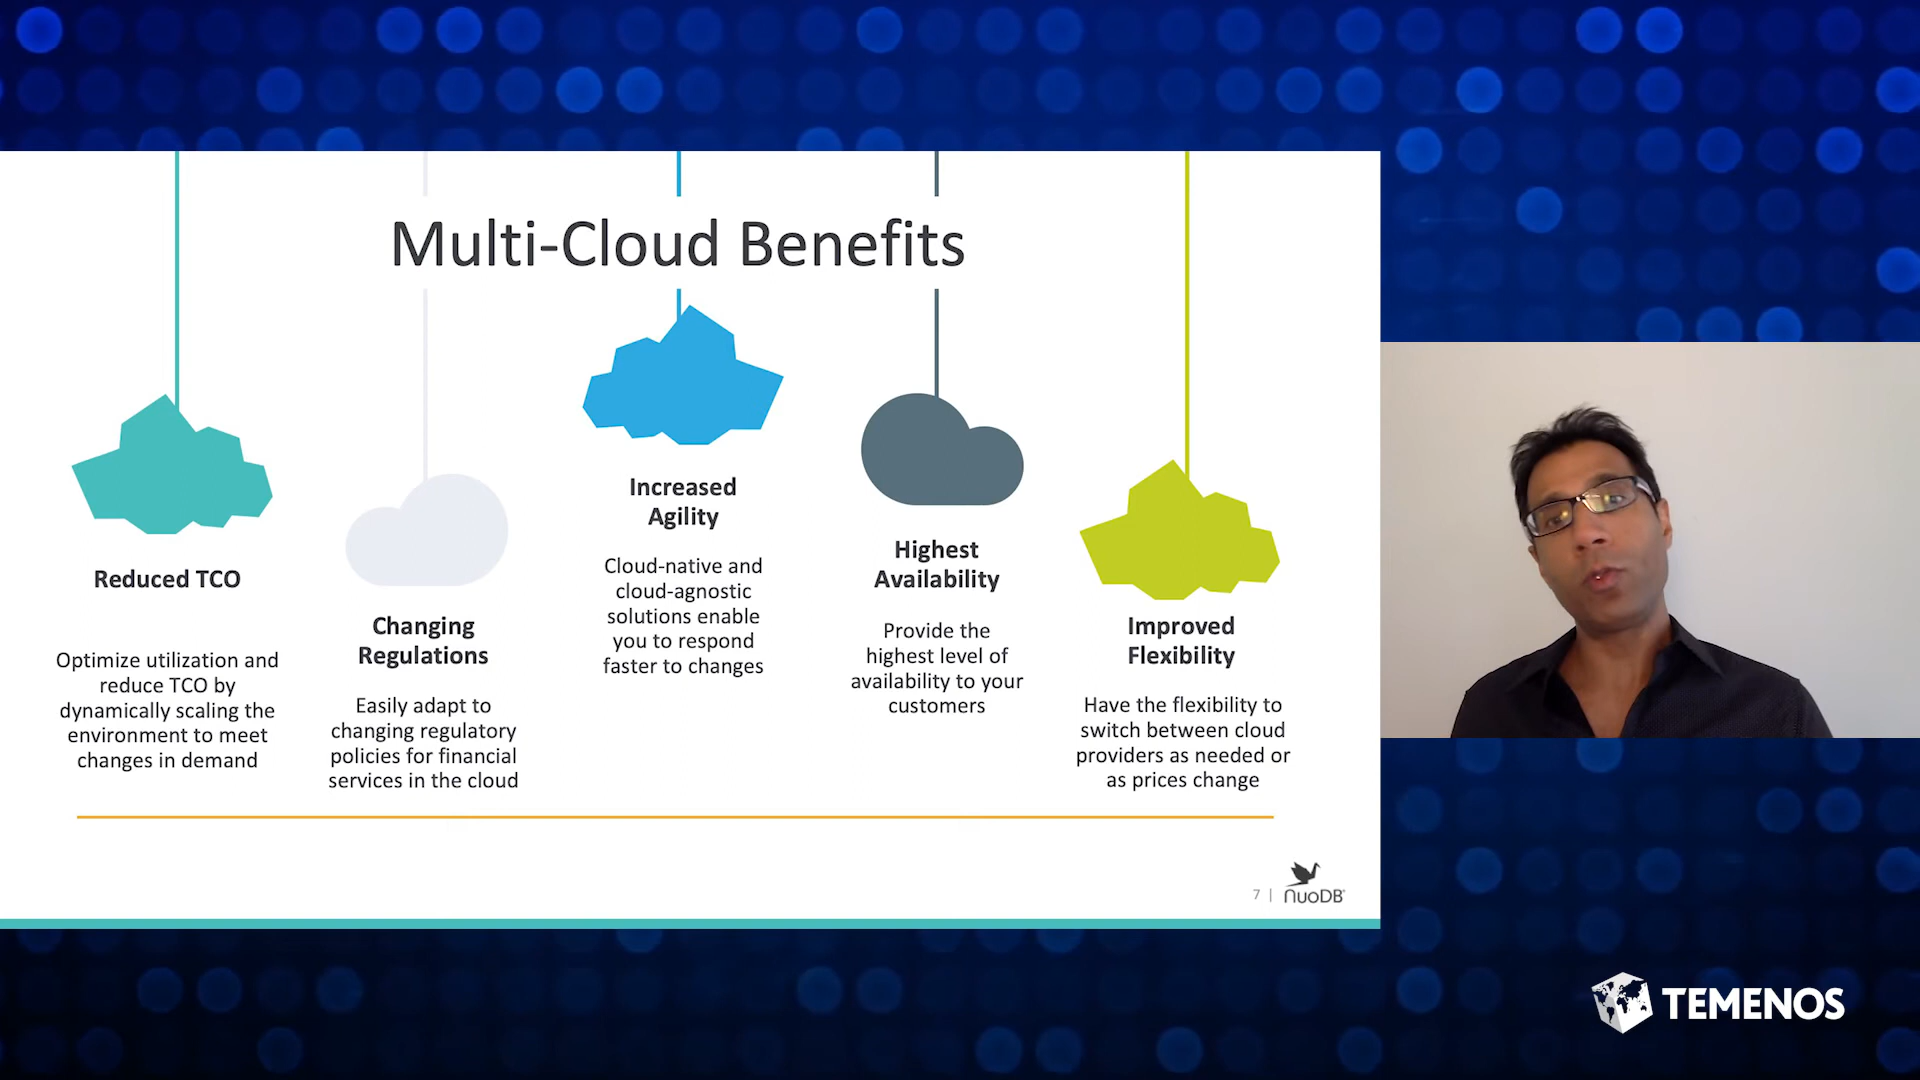 Multi-Cloud Benefits
Reduced TCO
Optimize utilization and
reduce TCO by
dynamically scaling the
environment to meet
changes in demand
Changing
Regulations
Easily adapt to
changing regulatory
policies for financial
services in the cloud
Increased
Agility
Cloud-native and
cloud-agnostic
solutions enable
you to respond
faster to changes
Highest
Availability
Provide the
highest level of
availability to your
customers
Improved
Flexibility
Have the flexibility to
switch between cloud
providers as needed or
as prices change
7 |
NuoDB
TEMENOS